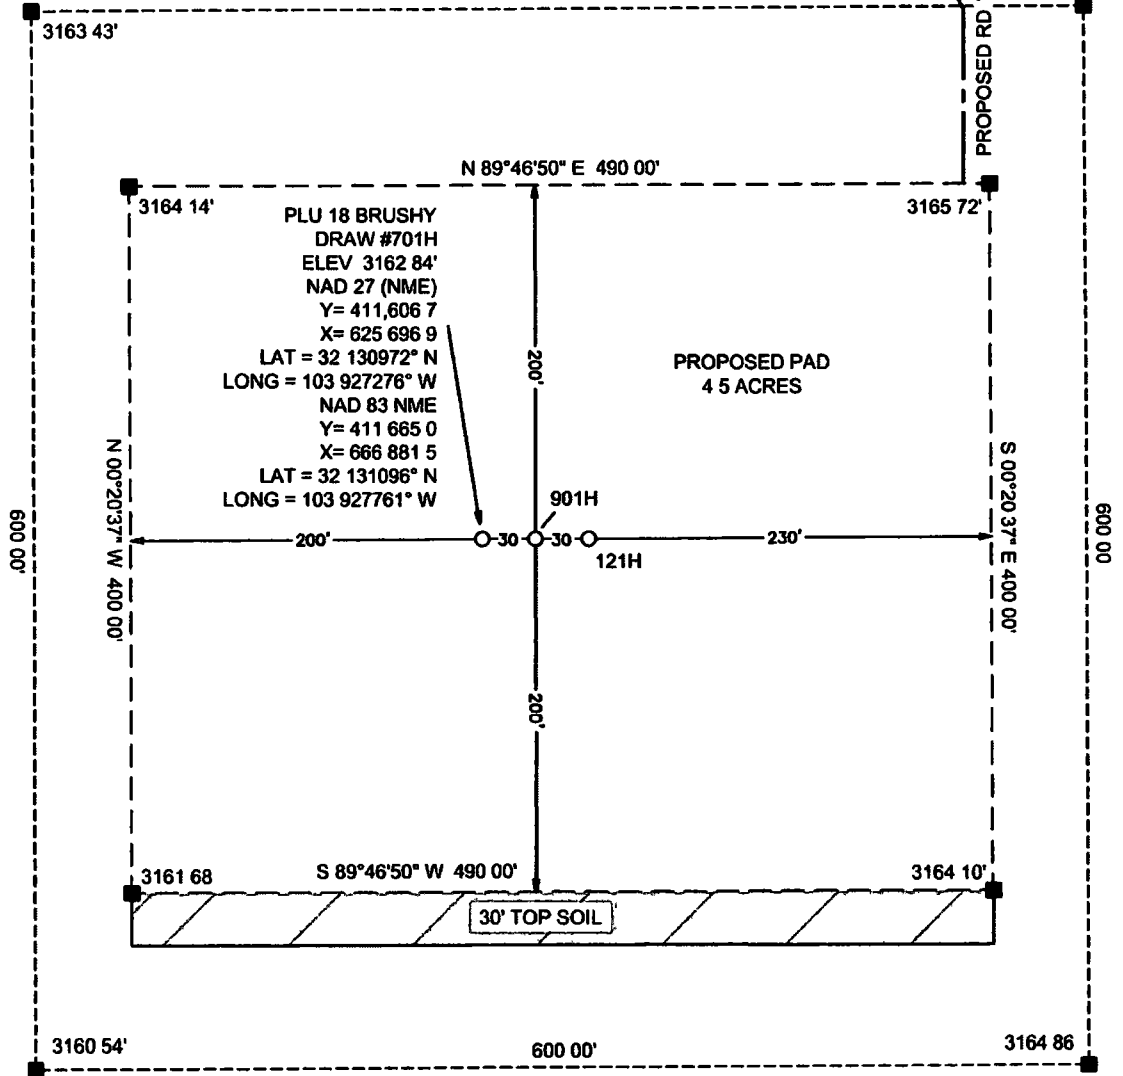 3163 43'
PROPOSED RD
N 89°46'50" E 490 00'
3164 14'
3165 72'
PLU 18 BRUSHY
DRAW #701H
ELEV 3162 84'
NAD 27 (NME)
Y= 411,606 7
X= 625 696 9
LAT = 32 130972° N
LONG = 103 927276° W
NAD 83 NME
Y= 411 665 0
X= 666 881 5
LAT = 32 131096° N
LONG = 103 927761° W
200'
PROPOSED PAD
4 5 ACRES
600 00'
N 00°20'37" W 400 00'
S 00°20 37" E 400 00'
600 00
901H
200'
30
30
230'
121H
200'
3161 68
S 89°46'50" W 490 00'
3164 10'
30' TOP SOIL
3160 54'
600 00'
3164 86